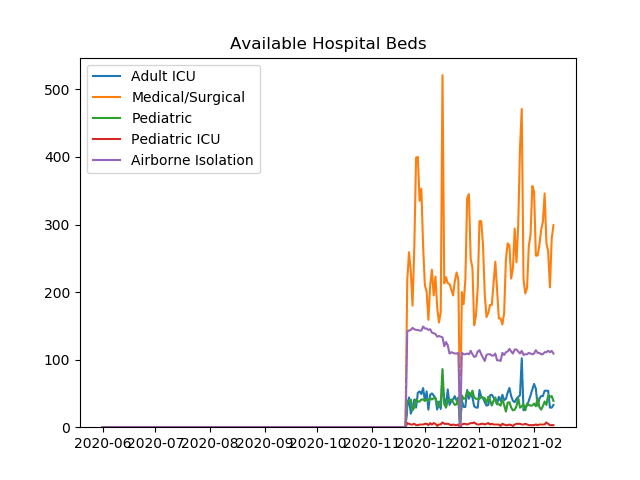 Available Hospital Beds
Adult ICU
Medical/Surgical
Pediatric
Pediatric ICU
Airborne Isolation
500
400
300
200
100
0
2020-06 2020-07 2020-08 2020-09 2020-10 2020-11 2020-12 2021-01 2021-02